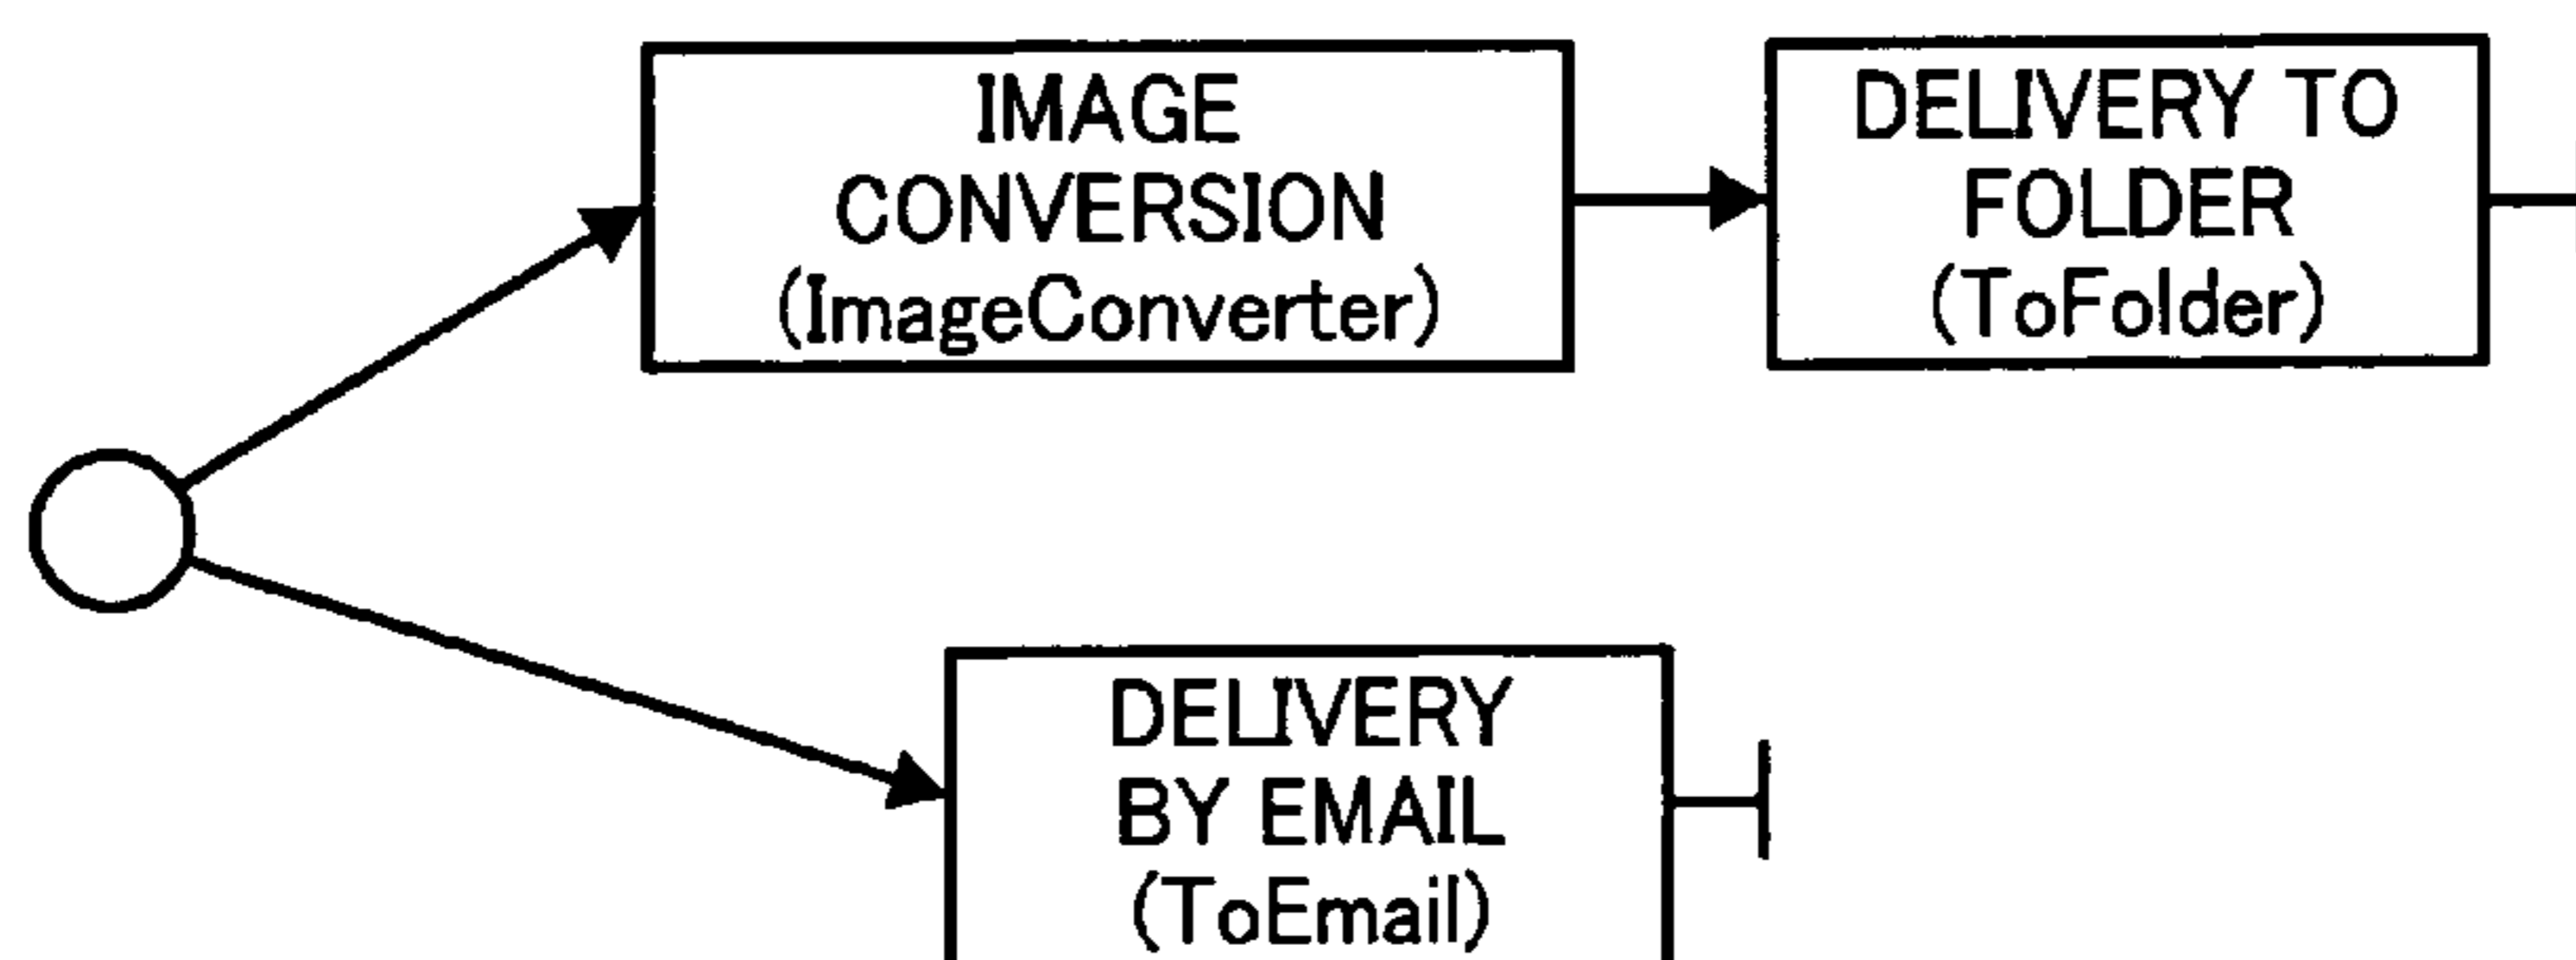 IMAGE
CONVERSION
(ImageConverter)
DELIVERY TO
FOLDER
(ToFolder)
DELIVERY
BY EMAIL
(ToEmail)